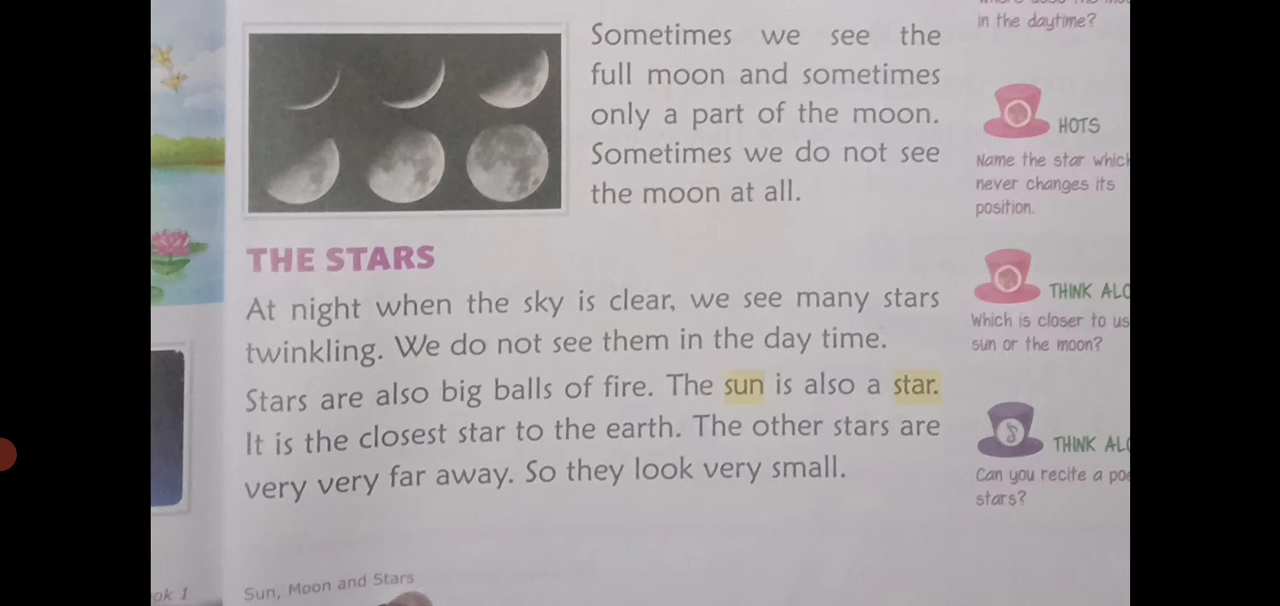 Sometimes we see the
full moon and sometimes
only a part of the moon.
Sometimes we do not see
the moon at all.
THE STARS
At night when the sky is clear, we see many stars
twinkling. We do not see them in the day time.
Stars are also big balls of fire. The sun is also a star.
It is the closest star to the earth. The other stars are
very very far away. So they look very small.
in the daytime?
HOTS
Name the star which
never changes its
position.
THINK
Which is closer to us
sun or the moon?
THINK
Can you recite a
stars?
1
Sun, Moon and Stars